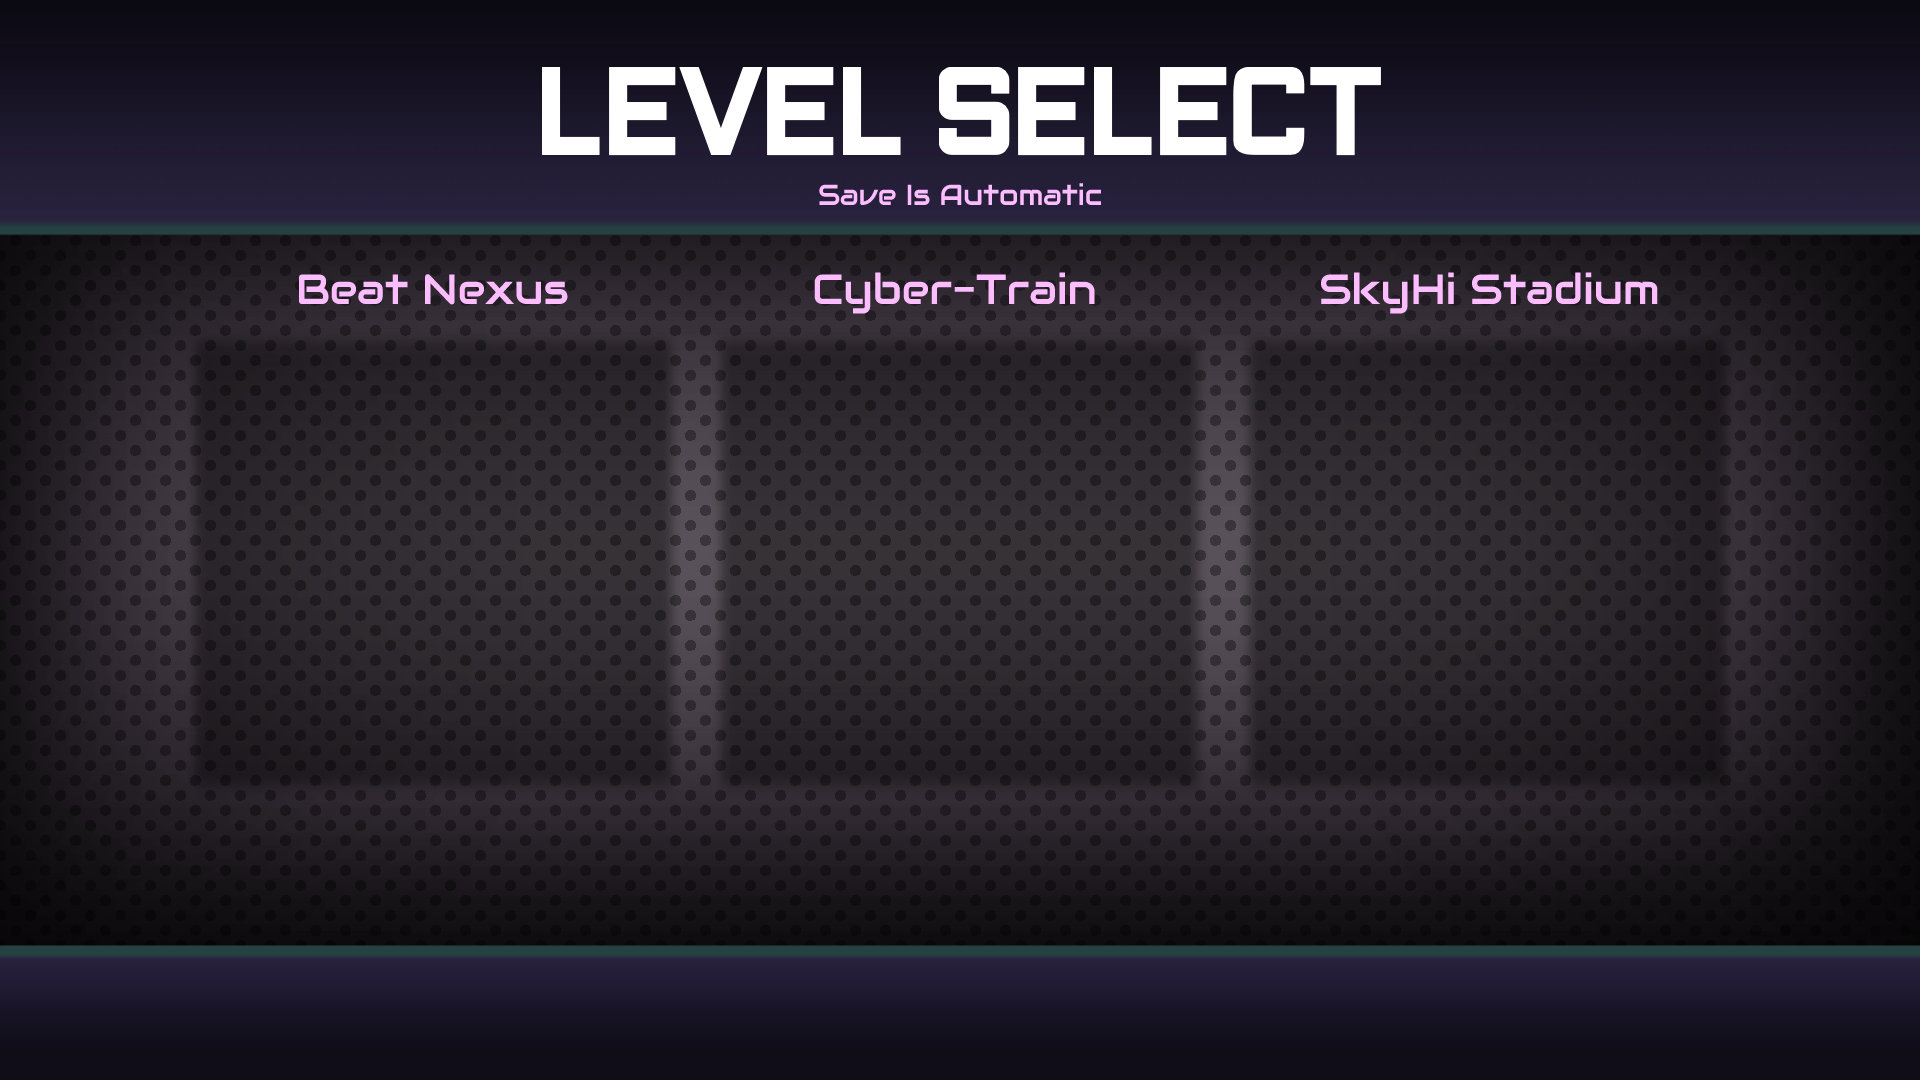 LEVEL SELECT
Save Is Automatic
Beat Nexus
Cyber-Train
SkyHi Stadium